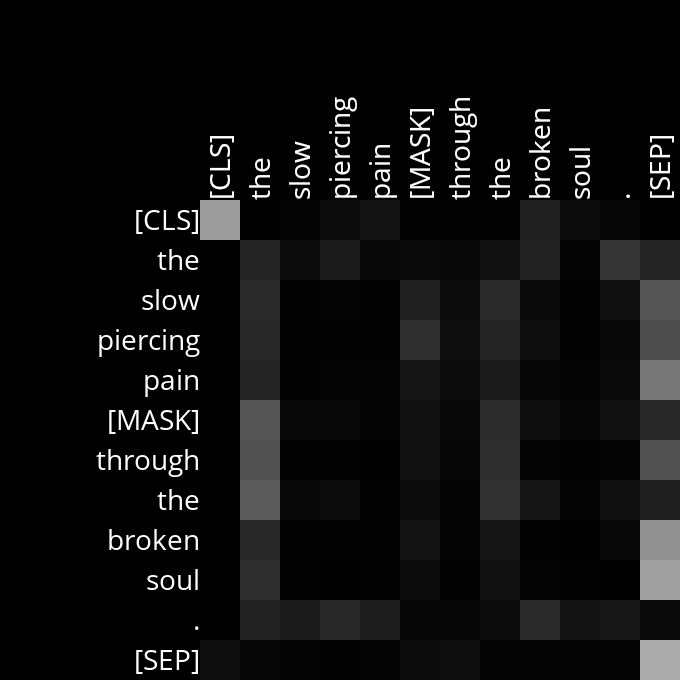 [CLS] the slow piercing pain [MASK] through the broken soul . [SEP]
[CLS]
the
slow
piercing
pain
[MASK]
through
the
broken
soul
.
[SEP]